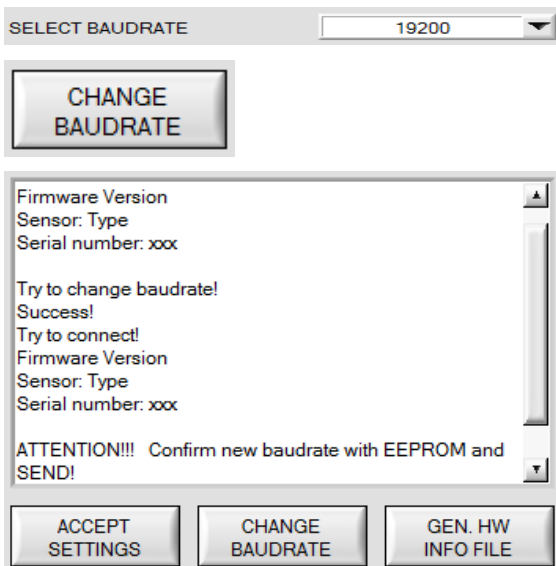 SELECT BAUDRATE 19200
CHANGE
BAUDRATE
Firmware Version
Sensor: Type
Serial number: xxx
Try to change baudrate!
Success!
Try to connect!
Firmware Version
Sensor: Type
Serial number: xxx
ATTENTION!!! Confirm new baudrate with EEPROM and
SEND!
ACCEPT
SETTINGS
CHANGE
BAUDRATE
GEN. HW
INFO FILE